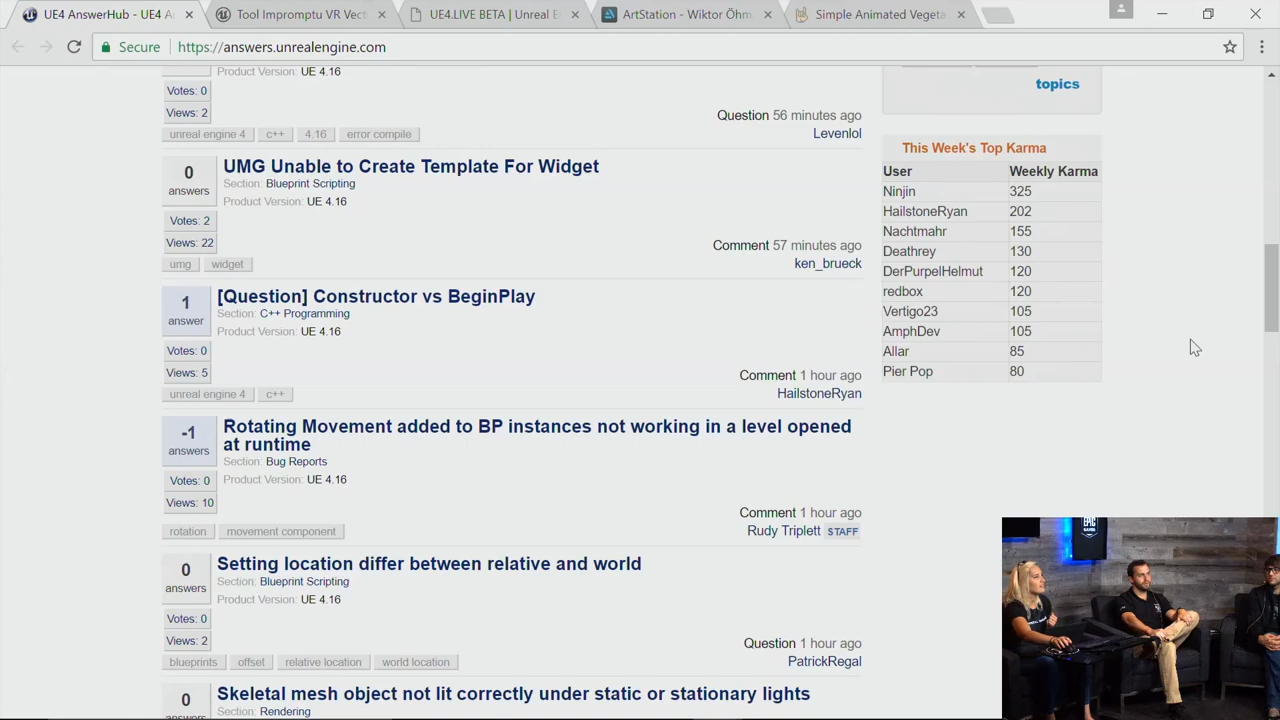 UE4 AnswerHub - UE4 A
Tool Impromptu VR Vect
UE4.LIVE BETA | Unreal E
ArtStation - Wiktor Öhm
Simple Animated Vegeta
Secure https://answers.unrealengine.com
Product Version: UE 4.16
Votes: 0
Views: 2
Question 56 minutes ago
Levenlol
unreal engine 4 c++ 4.16 error compile
0
answers
UMG Unable to Create Template For Widget
Section: Blueprint Scripting
Product Version: UE 4.16
Votes: 2
Views: 22
Comment 57 minutes ago
ken_brueck
umg widget
1
answer
[Question] Constructor vs BeginPlay
Section: C++ Programming
Product Version: UE 4.16
Votes: 0
Views: 5
Comment 1 hour ago
HailstoneRyan
unreal engine 4 c++
-1
answers
Rotating Movement added to BP instances not working in a level opened
at runtime
Section: Bug Reports
Product Version: UE 4.16
Votes: 0
Views: 10
Comment 1 hour ago
Rudy Triplett STAFF
rotation movement component
0
answers
Setting location differ between relative and world
Section: Blueprint Scripting
Product Version: UE 4.16
Votes: 0
Views: 2
Question 1 hour ago
PatrickRegal
blueprints offset relative location world location
0
answers
Skeletal mesh object not lit correctly under static or stationary lights
Section: Rendering
topics
This Week's Top Karma
User Weekly Karma
Ninjin 325
HailstoneRyan 202
Nachtmahr 155
Deathrey 130
DerPurpelHelmut 120
redbox 120
Vertigo23 105
AmphDev 105
Allar 85
Pier Pop 80
EPIC
GAMES